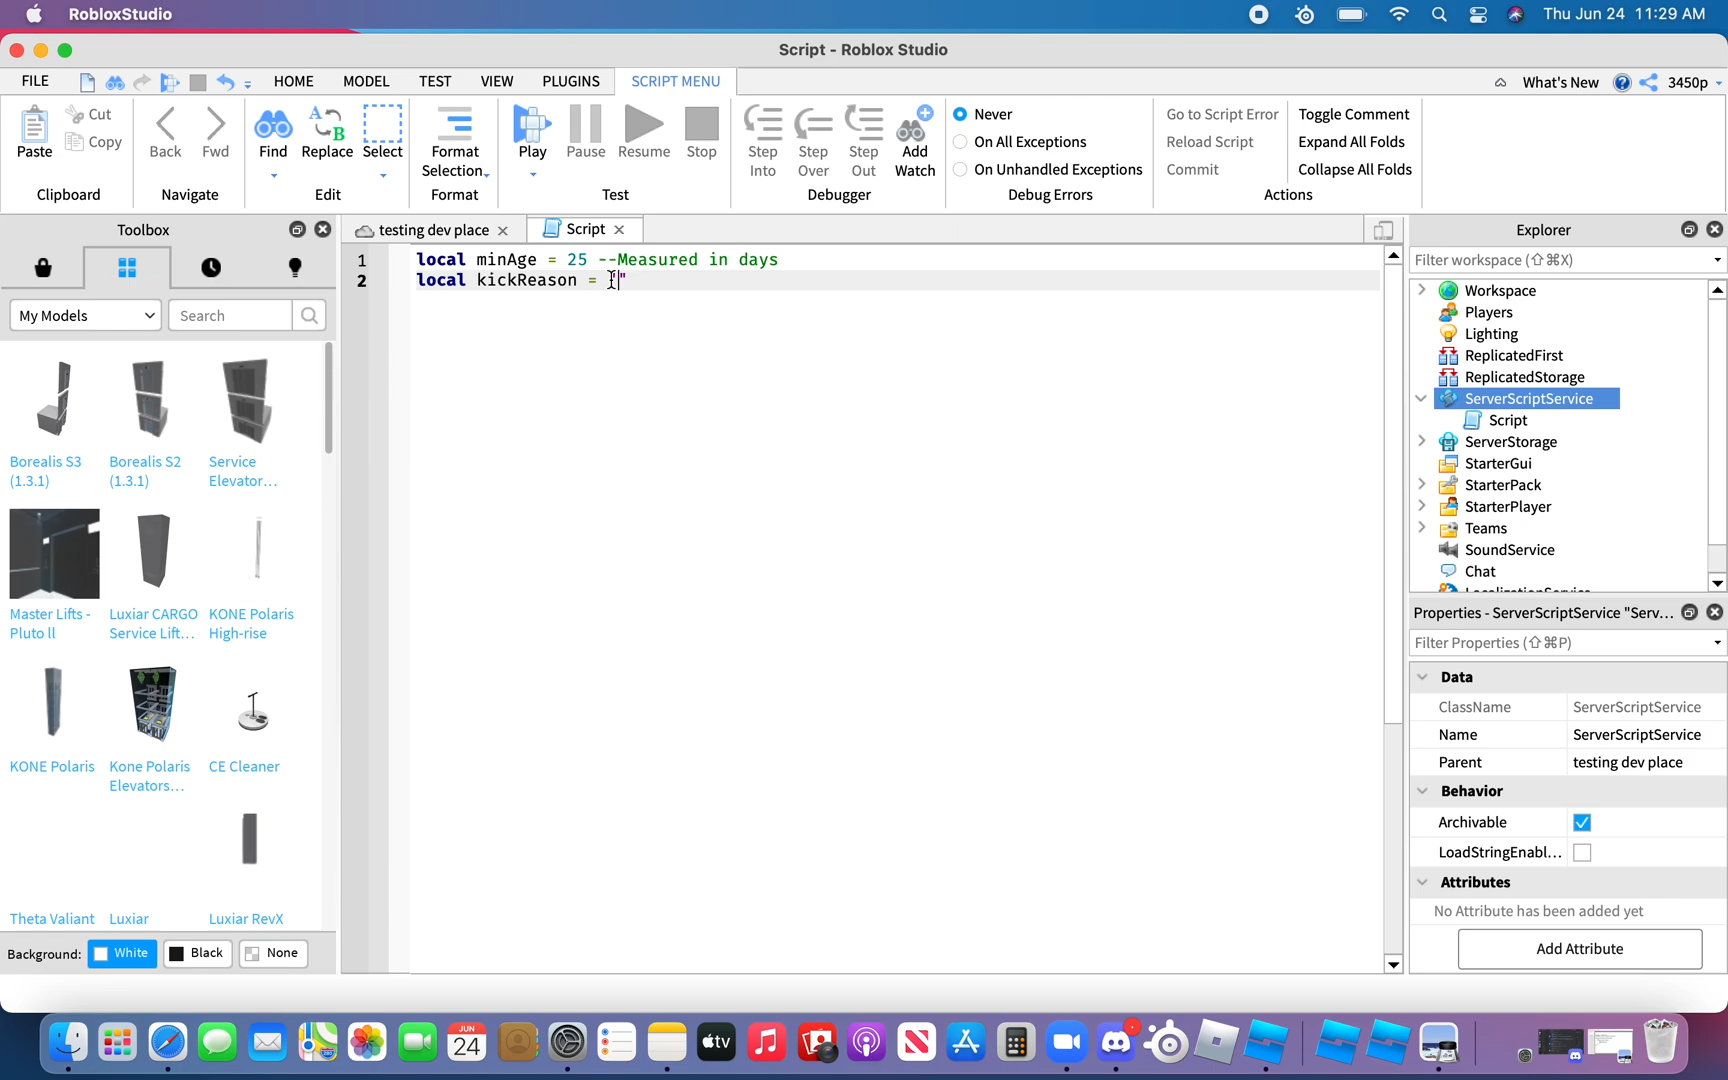 RobloxStudio
Thu Jun 24 11:29 AM
Script - Roblox Studio
FILE HOME MODEL TEST VIEW PLUGINS SCRIPT MENU What's New 3450p
Paste Cut Copy
Clipboard
Back Fwd
Navigate
Find Replace Select
Edit
Format Selection
Format
Play Pause Resume Stop
Test
Step Into Step Over Step Out Add Watch
Debugger
Never
On All Exceptions
On Unhandled Exceptions
Debug Errors
Go to Script Error Toggle Comment
Reload Script Expand All Folds
Commit Collapse All Folds
Actions
Toolbox
My Models Search
Borealis S3 (1.3.1)
Borealis S2 (1.3.1)
Service Elevator...
Master Lifts - Pluto ll
Luxiar CARGO Service Lift...
KONE Polaris High-rise
KONE Polaris
Kone Polaris Elevators...
CE Cleaner
Theta Valiant
Luxiar
Luxiar RevX
Background: White Black None
testing dev place Script
1 local minAge = 25 --Measured in days
2 local kickReason = ""
Explorer
Filter workspace (⇧⌘X)
Workspace
Players
Lighting
ReplicatedFirst
ReplicatedStorage
ServerScriptService
Script
ServerStorage
StarterGui
StarterPack
StarterPlayer
Teams
SoundService
Chat
Properties - ServerScriptService "Serv...
Filter Properties (⇧⌘P)
Data
ClassName ServerScriptService
Name ServerScriptService
Parent testing dev place
Behavior
Archivable
LoadStringEnabl...
Attributes
No Attribute has been added yet
Add Attribute
JUN
24
tv